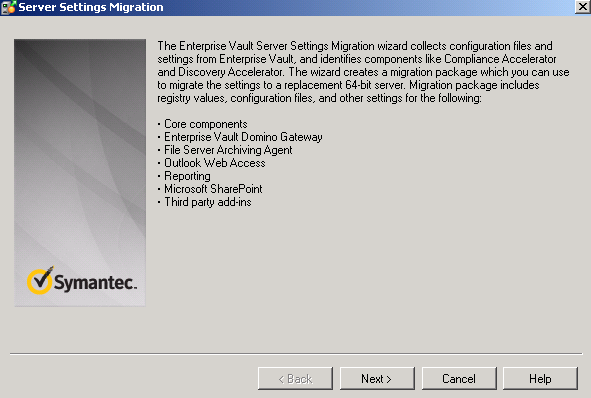 Server Settings Migration
The Enterprise Vault Server Settings Migration wizard collects configuration files and
settings from Enterprise Vault, and identifies components like Compliance Accelerator
and Discovery Accelerator. The wizard creates a migration package which you can use
to migrate the settings to a replacement 64-bit server. Migration package includes
registry values, configuration files, and other settings for the following:
• Core components
• Enterprise Vault Domino Gateway
• File Server Archiving Agent
• Outlook Web Access
• Reporting
• Microsoft SharePoint
• Third party add-ins
Symantec.
< Back Next > Cancel Help